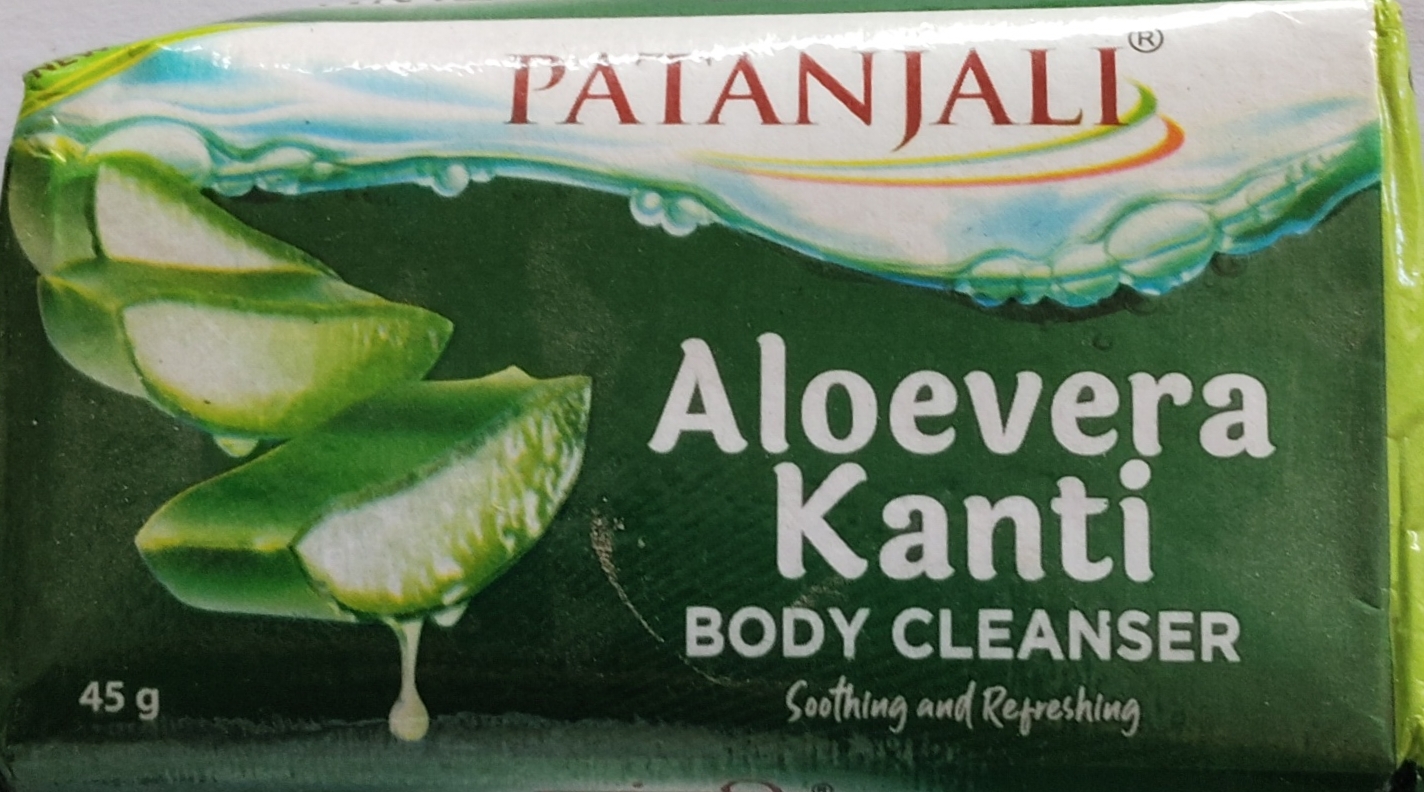 PATANJALI®
Aloevera
Kanti
BODY CLEANSER
Soothing and Refreshing
45 g